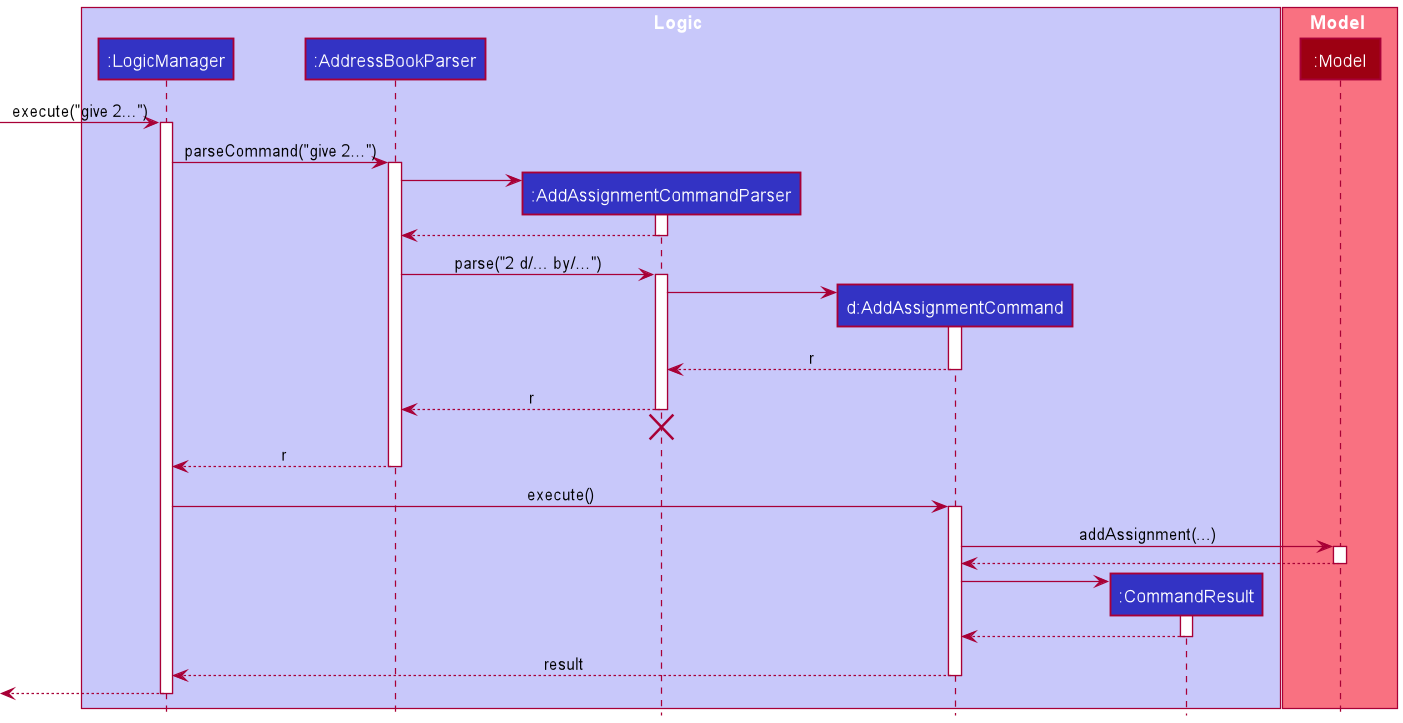 Logic
Model
:LogicManager
:AddressBookParser
:Model
execute("give 2...")
parseCommand("give 2...")
:AddAssignmentCommandParser
parse("2 d/... by/...")
d:AddAssignmentCommand
r
r
r
execute()
addAssignment(...)
:CommandResult
result